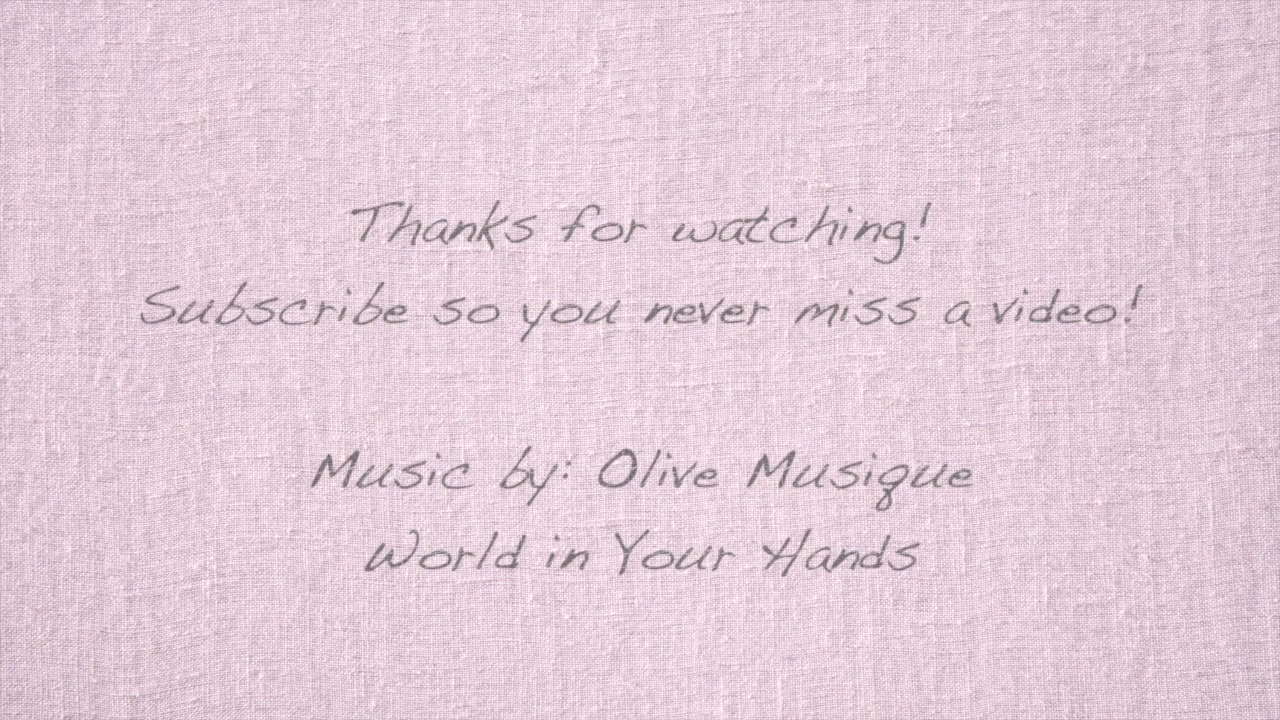 Thanks for watching!
Subscribe so you never miss a video!
Music by: Olive Musique
World in Your Hands